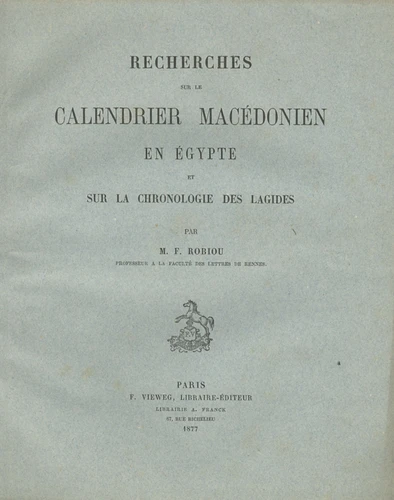 RECHERCHES
SUR LE
CALENDRIER MACÉDONIEN
EN ÉGYPTE
ET
SUR LA CHRONOLOGIE DES LAGIDES
PAR
M. F. ROBIOU
PROFESSEUR A LA FACULTÉ DES LETTRES DE RENNES
PARIS
F. VIEWEG, LIBRAIRE-ÉDITEUR
LIBRAIRIE A. FRANCK
67, RUE RICHELIEU
1877